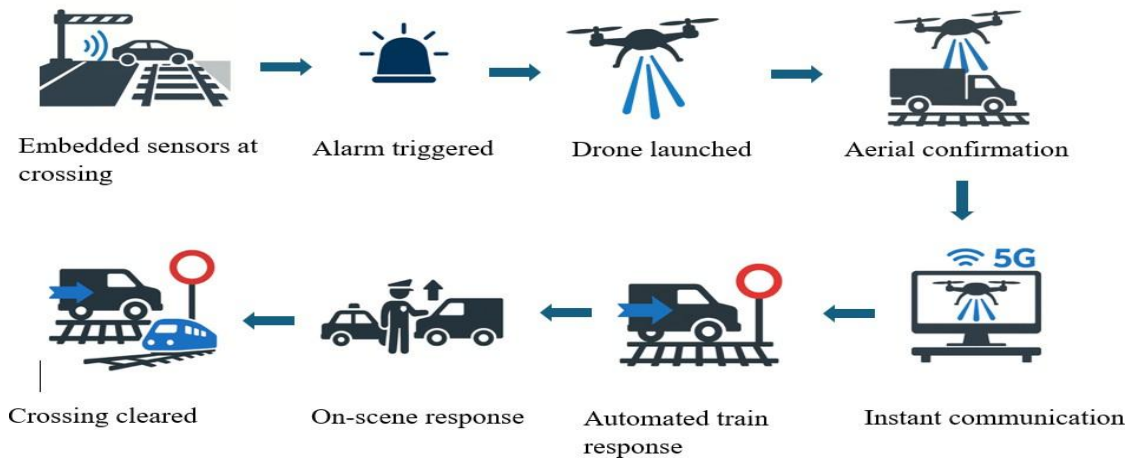 Embedded sensors at
crossing
Alarm triggered
Drone launched
Aerial confirmation
5G
Instant communication
Automated train
response
On-scene response
Crossing cleared